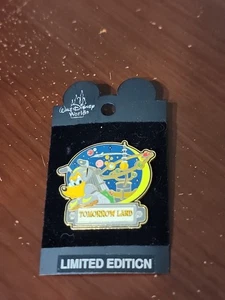 Walt Disney
World
TOMORROW LAND
LIMITED EDITION